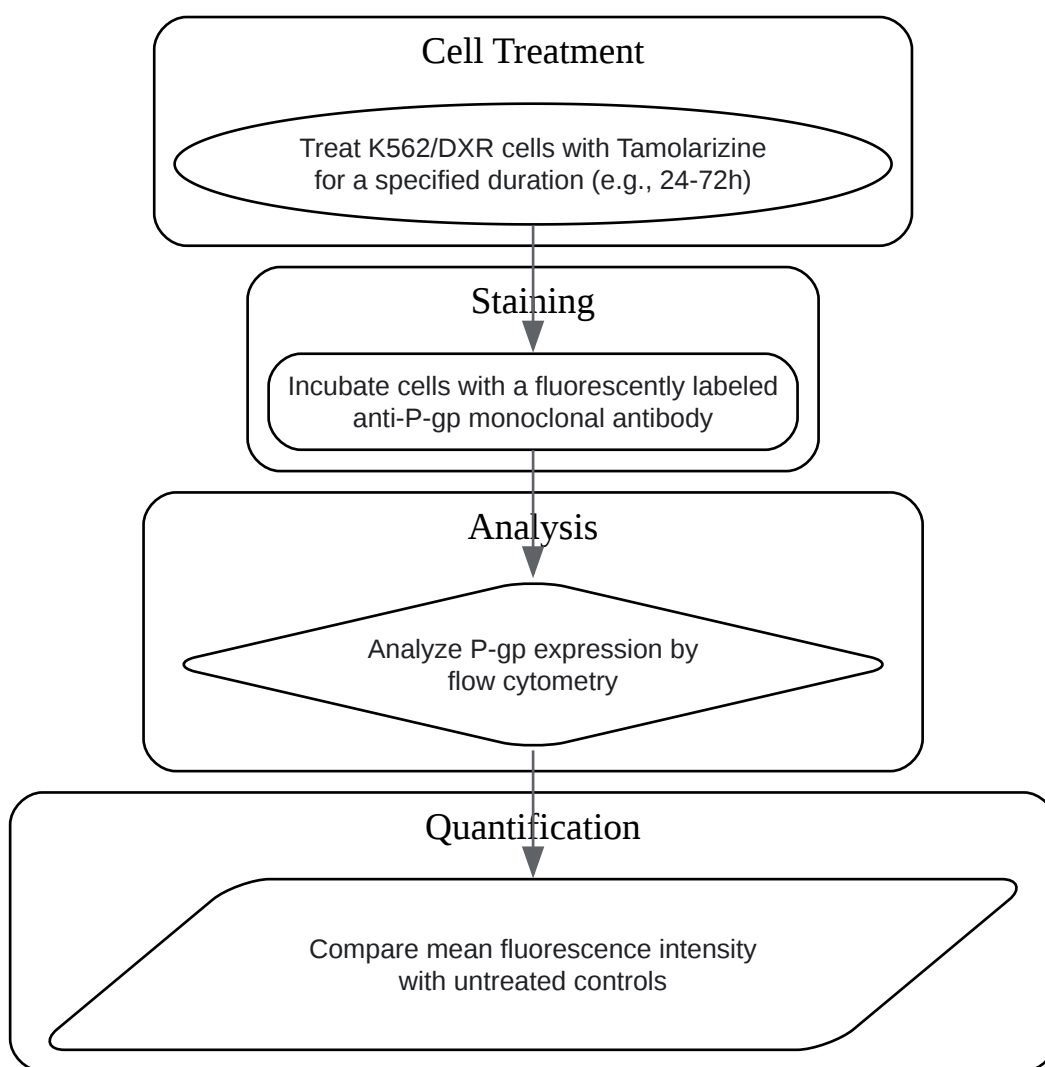 Cell Treatment
Treat K562/DXR cells with Tamolarizine
for a specified duration (e.g., 24-72h)
Staining
Incubate cells with a fluorescently labeled
anti-P-gp monoclonal antibody
Analysis
Analyze P-gp expression by
flow cytometry
Quantification
Compare mean fluorescence intensity
with untreated controls